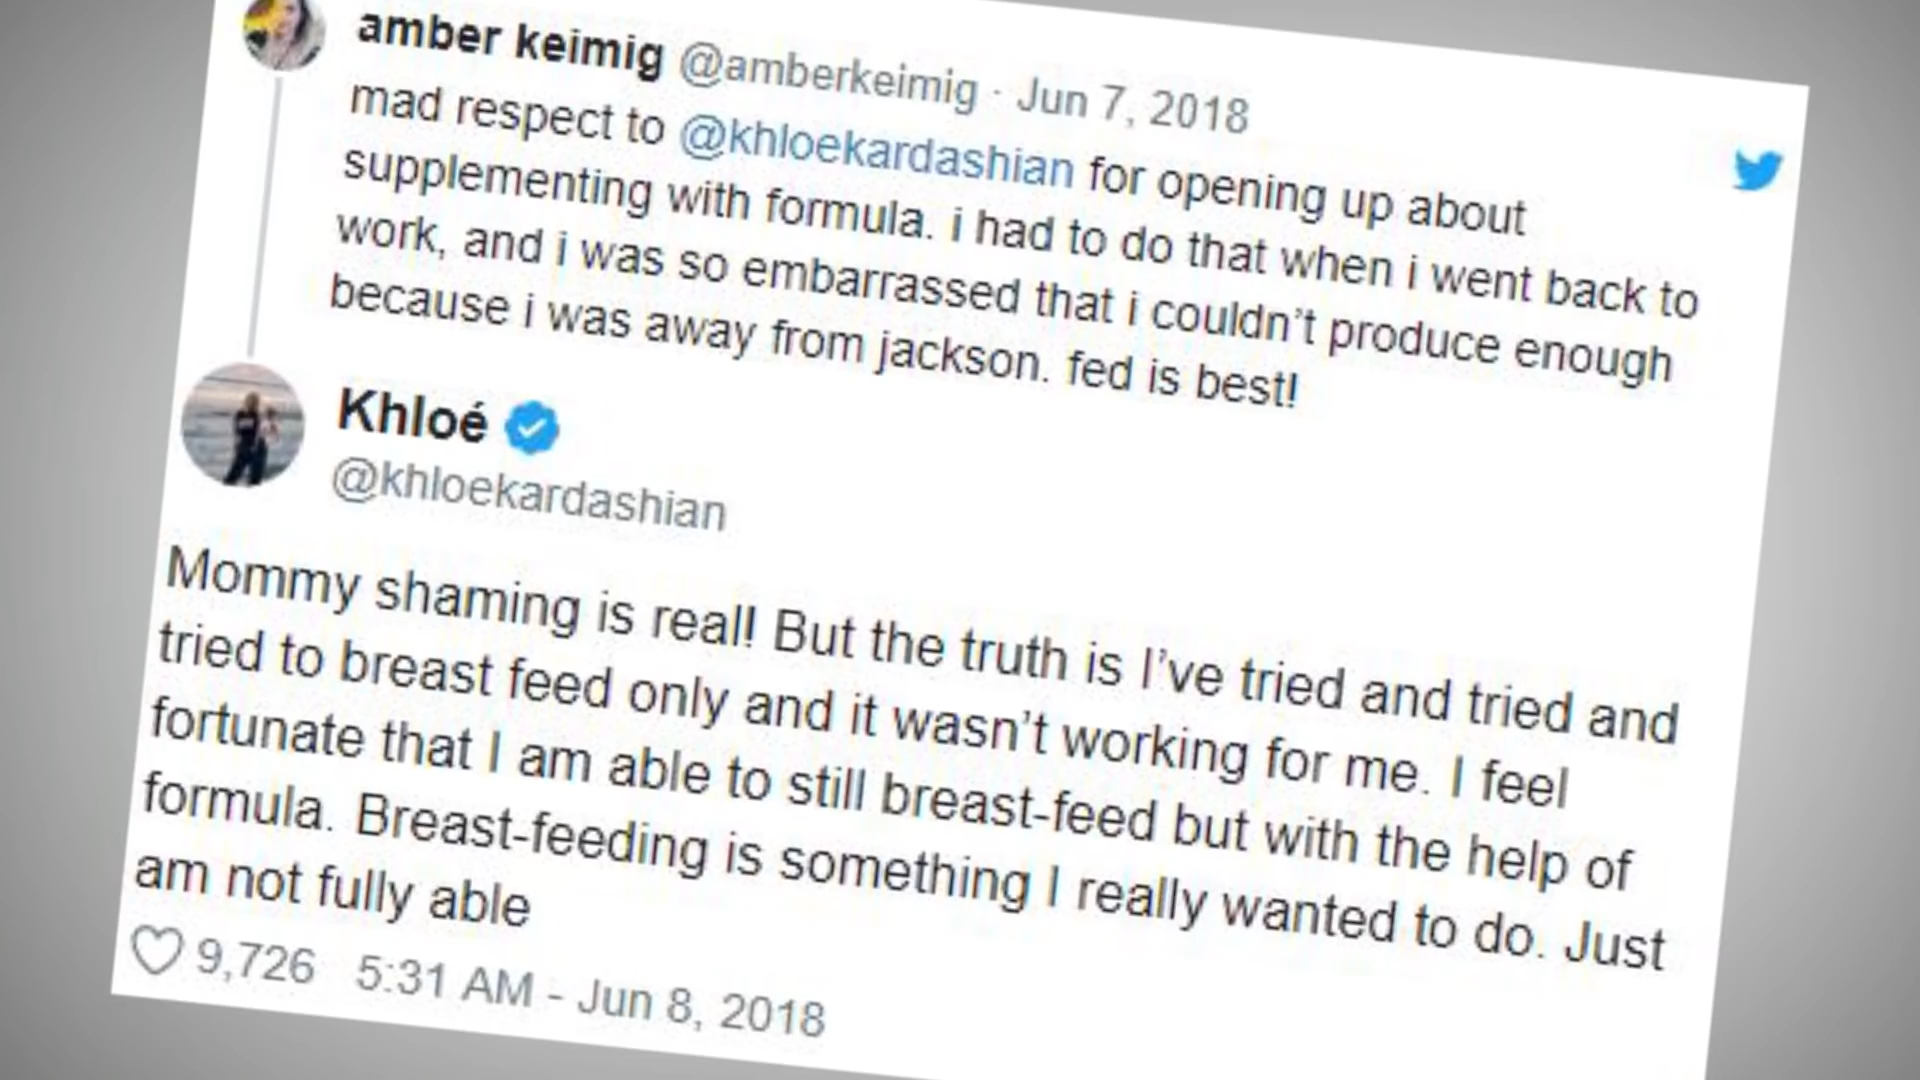 amber keimig @amberkeimig · Jun 7, 2018
mad respect to @khloekardashian for opening up about
supplementing with formula. i had to do that when i went back to
work, and i was so embarrassed that i couldn't produce enough
because i was away from jackson. fed is best!
Khloé
@khloekardashian
Mommy shaming is real! But the truth is I've tried and tried and
tried to breast feed only and it wasn't working for me. I feel
fortunate that I am able to still breast-feed but with the help of
formula. Breast-feeding is something I really wanted to do. Just
am not fully able
9,726 5:31 AM - Jun 8, 2018